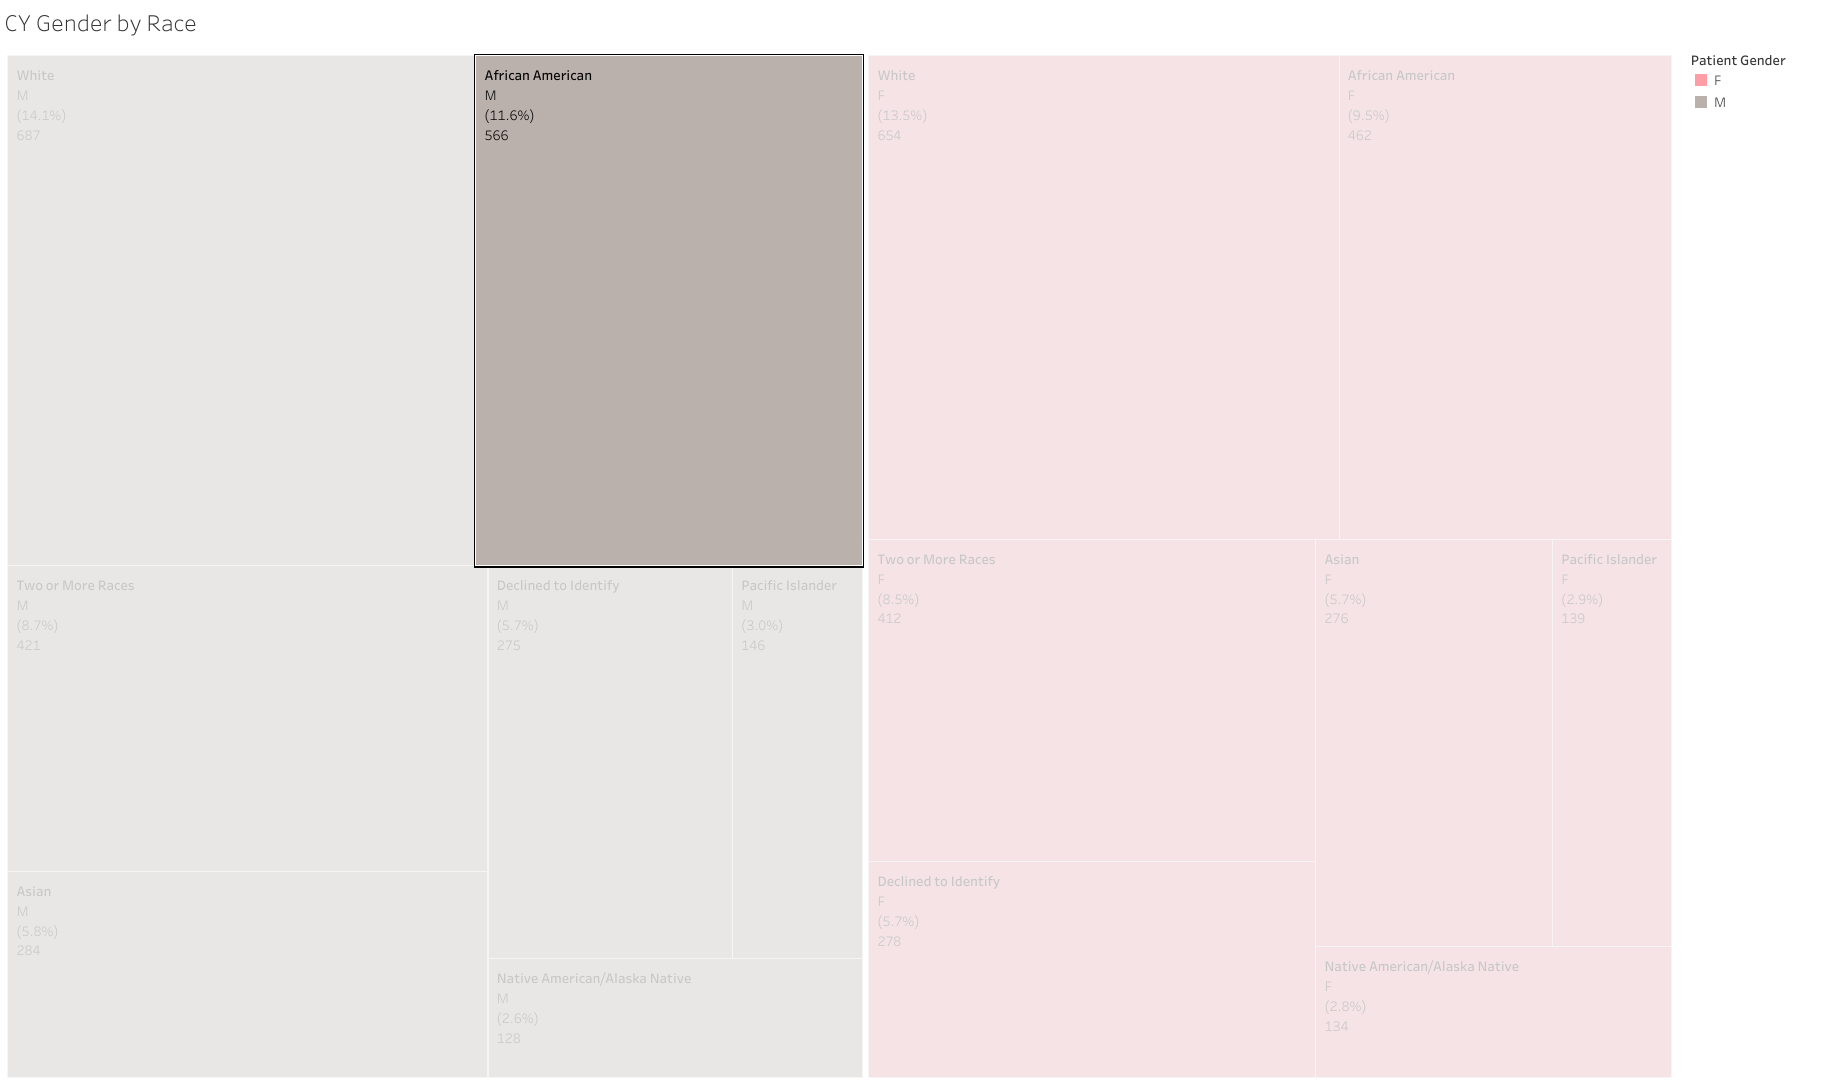 CY Gender by Race
White
M
(14.1%)
687
African American
M
(11.6%)
566
Two or More Races
M
(8.7%)
421
Declined to Identify
M
(5.7%)
275
Pacific Islander
M
(3.0%)
146
Asian
M
(5.8%)
284
Native American/Alaska Native
M
(2.6%)
128
White
F
(13.5%)
654
African American
F
(9.5%)
462
Two or More Races
F
(8.5%)
412
Asian
F
(5.7%)
276
Pacific Islander
F
(2.9%)
139
Declined to Identify
F
(5.7%)
278
Native American/Alaska Native
F
(2.8%)
134
Patient Gender
F
M